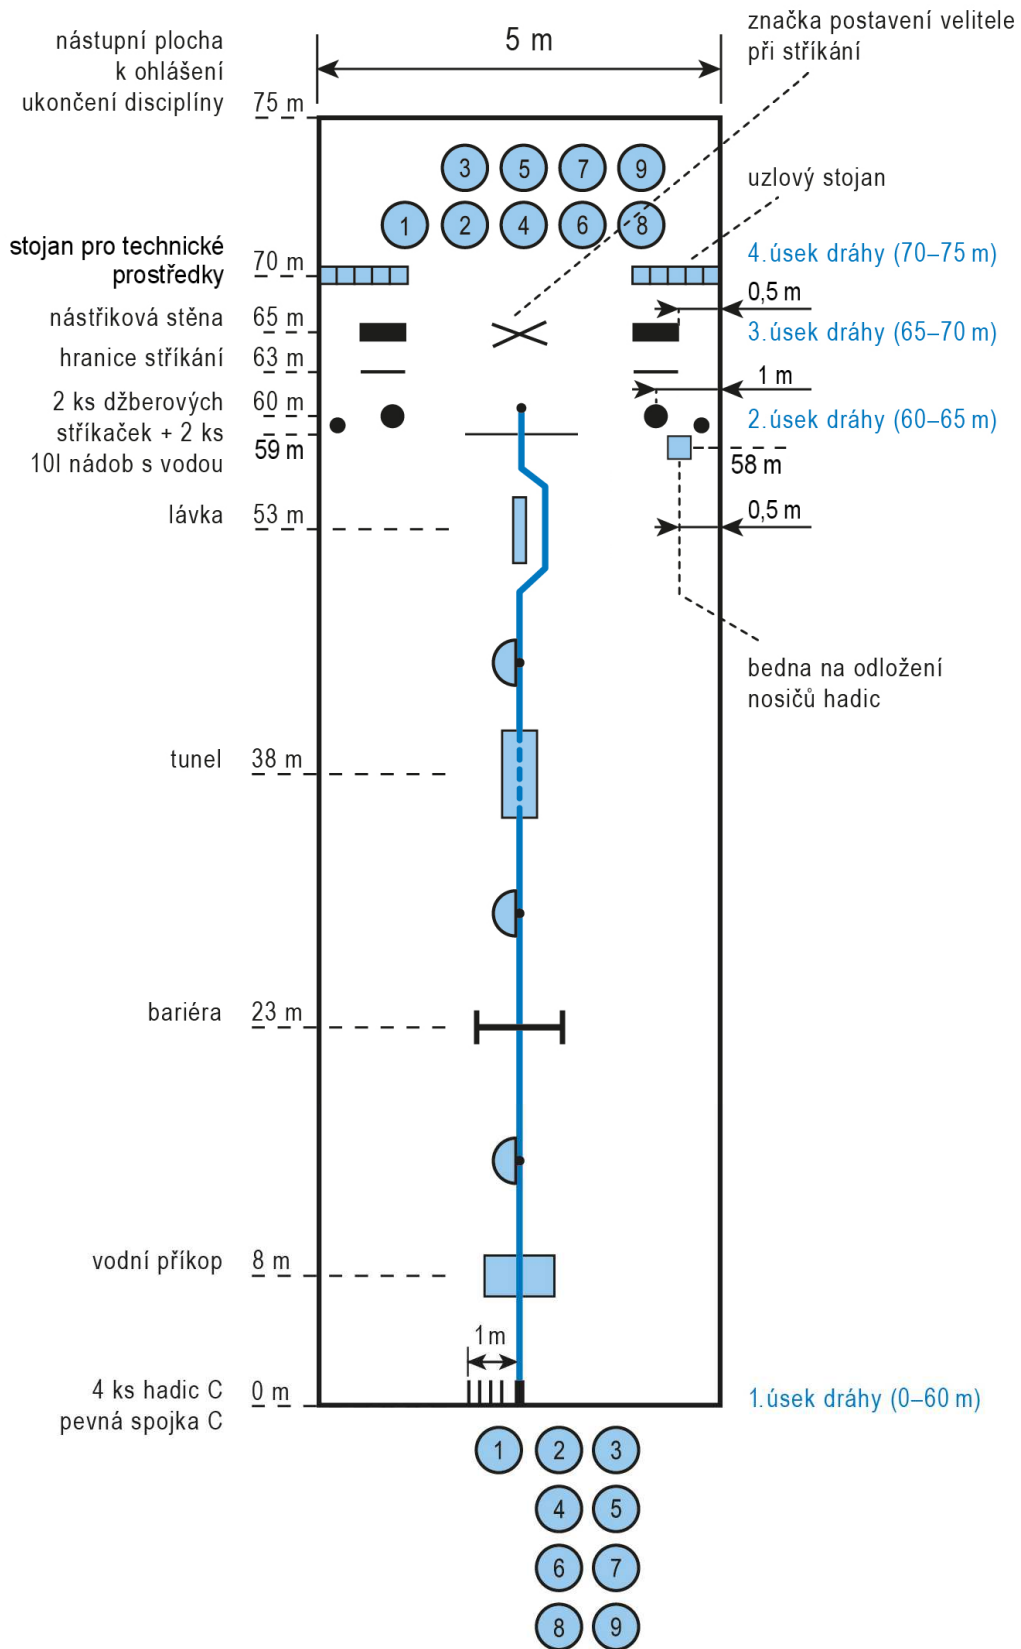 nástupní plocha
k ohlášení
ukončení disciplíny
75 m
5 m
značka postavení velitele
při stříkání
3 5 7 9
1 2 4 6 8
uzlový stojan
stojan pro technické
prostředky
70 m
4.úsek dráhy (70–75 m)
0,5 m
nástřiková stěna
65 m
3.úsek dráhy (65–70 m)
hranice stříkání
63 m
1 m
2 ks džberových
stříkaček + 2 ks
10l nádob s vodou
60 m
59 m
2.úsek dráhy (60–65 m)
58 m
lávka
53 m
0,5 m
bedna na odložení
nosičů hadic
tunel
38 m
bariéra
23 m
vodní příkop
8 m
1 m
4 ks hadic C
pevná spojka C
0 m
1.úsek dráhy (0–60 m)
1 2 3
4 5
6 7
8 9